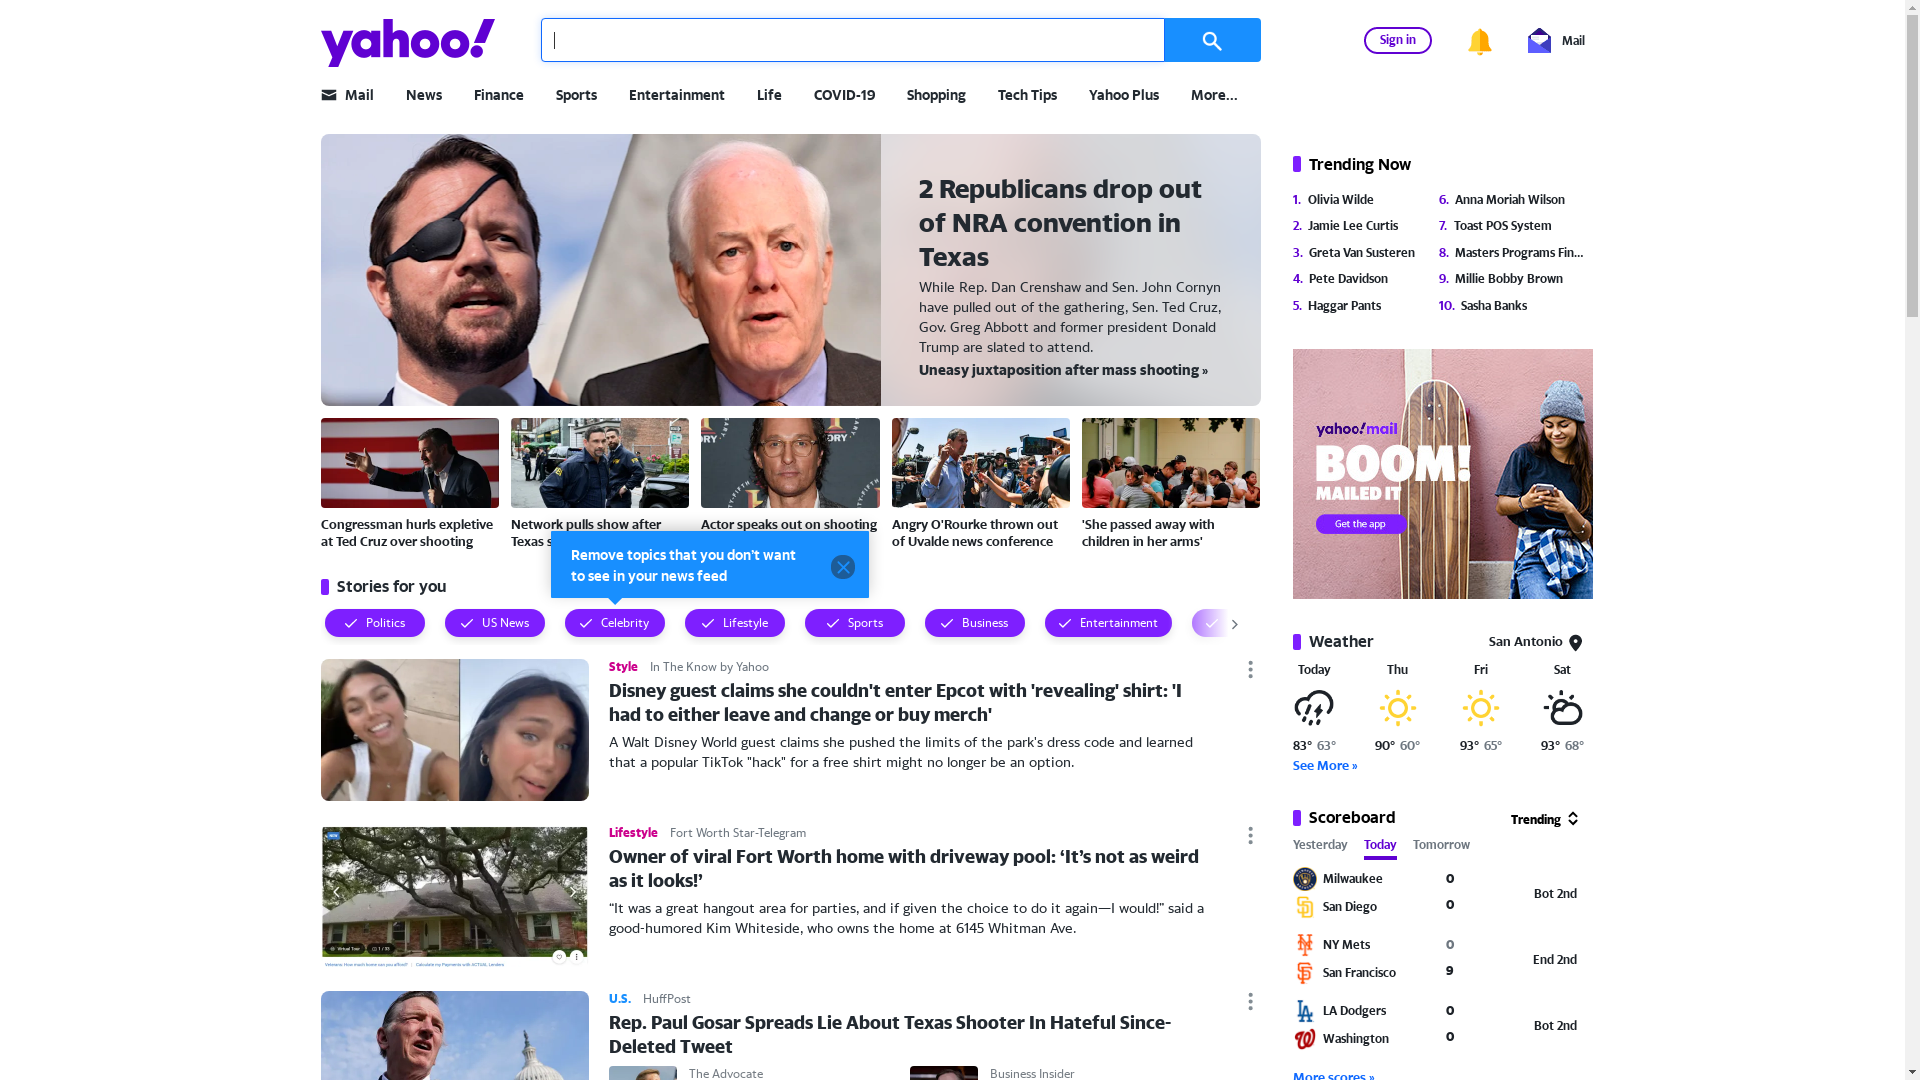 yahoo!
Sign in
Mail
Mail
News
Finance
Sports
Entertainment
Life
COVID-19
Shopping
Tech Tips
Yahoo Plus
More...
2 Republicans drop out
of NRA convention in
Texas
While Rep. Dan Crenshaw and Sen. John Cornyn
have pulled out of the gathering, Sen. Ted Cruz,
Gov. Greg Abbott and former president Donald
Trump are slated to attend.
Uneasy juxtaposition after mass shooting »
Congressman hurls expletive
at Ted Cruz over shooting
Network pulls show after
Texas
Actor speaks out on shooting
Angry O'Rourke thrown out
of Uvalde news conference
'She passed away with
children in her arms'
Remove topics that you don't want
to see in your news feed
Stories for you
Politics
US News
Celebrity
Lifestyle
Sports
Business
Entertainment
Style
In The Know by Yahoo
Disney guest claims she couldn't enter Epcot with 'revealing' shirt: 'I
had to either leave and change or buy merch'
A Walt Disney World guest claims she pushed the limits of the park's dress code and learned
that a popular TikTok "hack" for a free shirt might no longer be an option.
Lifestyle
Fort Worth Star-Telegram
Owner of viral Fort Worth home with driveway pool: ‘It’s not as weird
as it looks!’
“It was a great hangout area for parties, and if given the choice to do it again—I would!” said a
good-humored Kim Whiteside, who owns the home at 6145 Whitman Ave.
U.S.
HuffPost
Rep. Paul Gosar Spreads Lie About Texas Shooter In Hateful Since-
Deleted Tweet
The Advocate
Business Insider
Trending Now
1. Olivia Wilde
2. Jamie Lee Curtis
3. Greta Van Susteren
4. Pete Davidson
5. Haggar Pants
6. Anna Moriah Wilson
7. Toast POS System
8. Masters Programs Fin...
9. Millie Bobby Brown
10. Sasha Banks
yahoo!mail
BOOM!
MAILED IT
Get the app
Weather
San Antonio
Today
Thu
Fri
Sat
83° 63°
90° 60°
93° 65°
93° 68°
See More »
Scoreboard
Trending
Yesterday
Today
Tomorrow
Milwaukee 0
San Diego 0
Bot 2nd
NY Mets 0
San Francisco 9
End 2nd
LA Dodgers 0
Washington 0
Bot 2nd
More scores »